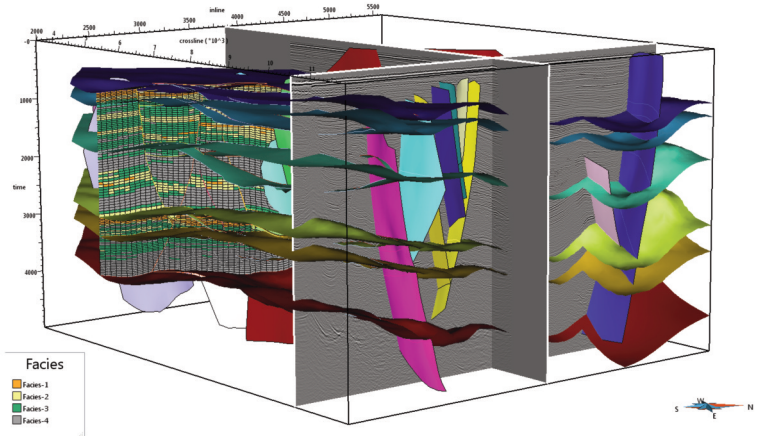 inline
2000 2500 3000 3500 4000 4500 5000 5500
crossline (*10^3)
5 6 7 8 9 10 11
-0
1000
2000
time
3000
4000
Facies
Facies-1
Facies-2
Facies-3
Facies-4
W
S N
E